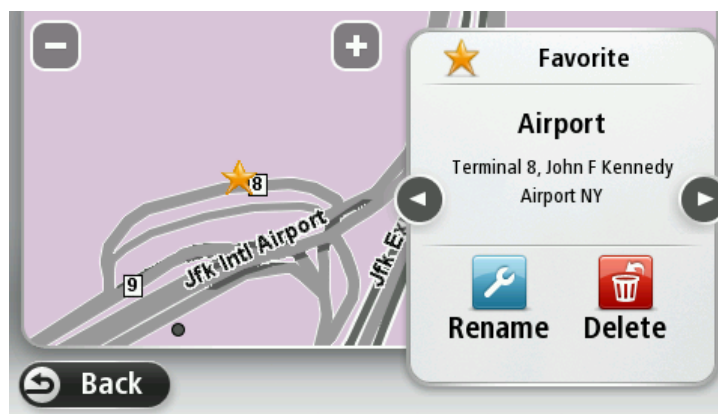 −
+
Favorite
Airport
Terminal 8, John F Kennedy
Airport NY
8
Jfk Intl Airport
Jfk Ex
9
Rename Delete
Back